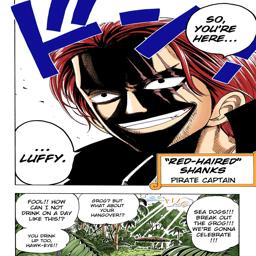 SO,
YOU'RE
HERE...
ドン!
...
LUFFY.
"RED-HAIRED"
SHANKS
PIRATE CAPTAIN
FOOL!! HOW
CAN I NOT
DRINK ON A
DAY LIKE
THIS!?
YOU
DRINK UP
TOO,
HAWK-EYE!!
GROG? BUT
WHAT ABOUT
YOUR
HANGOVER!?
SEA DOGS!!!
BREAK OUT
THE GROG!!!
WE'RE GONNA
CELEBRATE
!!!